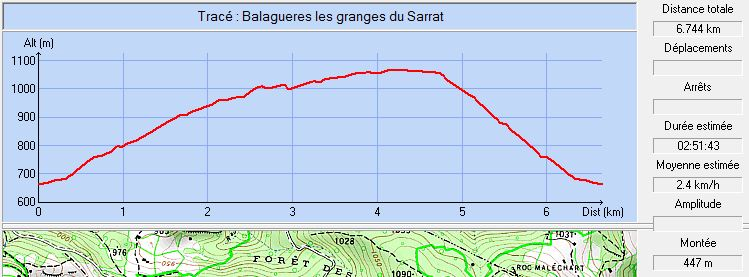 Tracé : Balagueres les granges du Sarrat
Alt (m)
1100
1000
900
800
700
600
0 1 2 3 4 5 6 Dist (km)
Distance totale
6.744 km
Déplacements
Arrêts
Durée estimée
02:51:43
Moyenne estimée
2.4 km/h
Amplitude
Montée
447 m
976
1028
1031
FORÊT DES
1090
ROC MALÉCHART